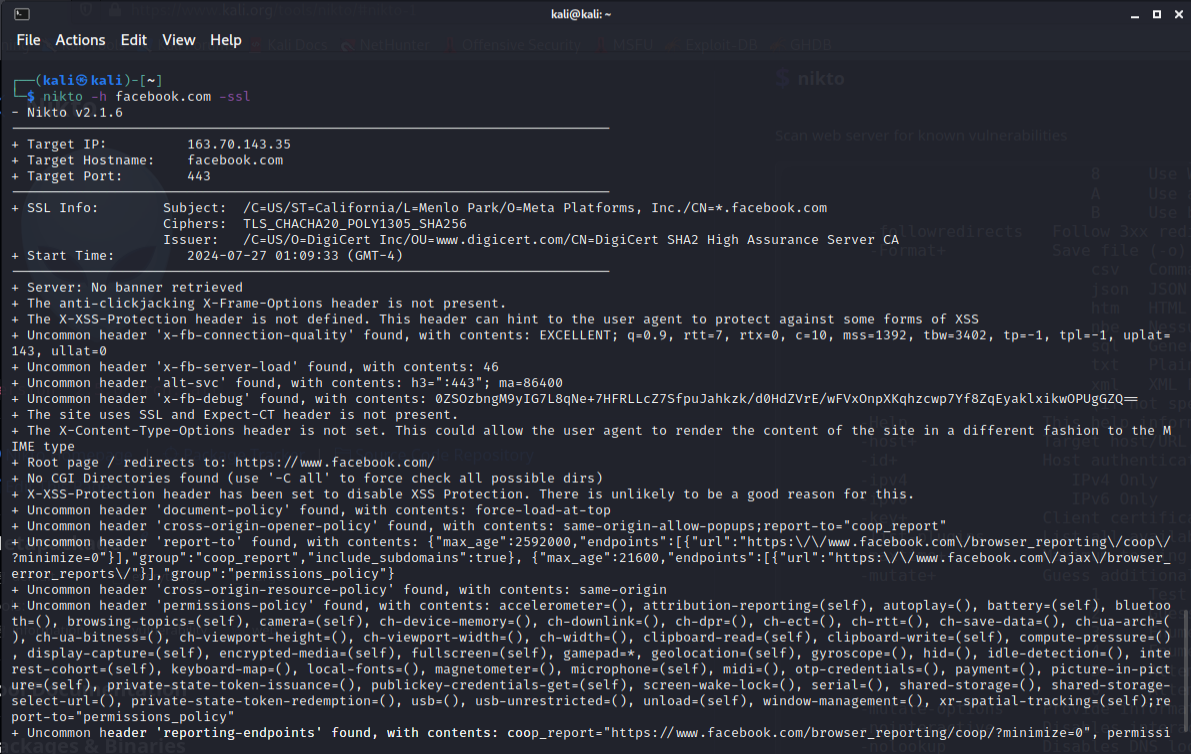 kali@kali: ~
File Actions Edit View Help
Kali Docs NetHunter Offensive Security MSFU Exploit-DB GHDB
┌──(kali㉿kali)-[~]
└─$ nikto -h facebook.com -ssl
$ nikto
- Nikto v2.1.6
Scan web server for known vulnerabilities
+ Target IP: 163.70.143.35
+ Target Hostname: facebook.com
+ Target Port: 443
+ SSL Info: Subject: /C=US/ST=California/L=Menlo Park/O=Meta Platforms, Inc./CN=*.facebook.com
Ciphers: TLS_CHACHA20_POLY1305_SHA256
Issuer: /C=US/O=DigiCert Inc/OU=www.digicert.com/CN=DigiCert SHA2 High Assurance Server CA
+ Start Time: 2024-07-27 01:09:33 (GMT-4)
+ Server: No banner retrieved
+ The anti-clickjacking X-Frame-Options header is not present.
+ The X-XSS-Protection header is not defined. This header can hint to the user agent to protect against some forms of XSS
+ Uncommon header 'x-fb-connection-quality' found, with contents: EXCELLENT; q=0.9, rtt=7, rtx=0, c=10, mss=1392, tbw=3402, tp=-1, tpl=-1, uplat=
143, ullat=0
+ Uncommon header 'x-fb-server-load' found, with contents: 46
+ Uncommon header 'alt-svc' found, with contents: h3=":443"; ma=86400
+ Uncommon header 'x-fb-debug' found, with contents: 0ZSOzbngM9yIG7L8qNe+7HFRLLcZ7SfpuJahkzk/d0HdZVrE/wFVxOnpXKqhzcwp7Yf8ZqEyaklxikwOPUgGZQ==
+ The site uses SSL and Expect-CT header is not present.
+ The X-Content-Type-Options header is not set. This could allow the user agent to render the content of the site in a different fashion to the M
IME type
+ Root page / redirects to: https://www.facebook.com/
+ No CGI Directories found (use '-C all' to force check all possible dirs)
+ X-XSS-Protection header has been set to disable XSS Protection. There is unlikely to be a good reason for this.
+ Uncommon header 'document-policy' found, with contents: force-load-at-top
+ Uncommon header 'cross-origin-opener-policy' found, with contents: same-origin-allow-popups;report-to="coop_report"
+ Uncommon header 'report-to' found, with contents: {"max_age":2592000,"endpoints":[{"url":"https:\/\/www.facebook.com\/browser_reporting\/coop\/
?minimize=0"}],"group":"coop_report","include_subdomains":true}, {"max_age":21600,"endpoints":[{"url":"https:\/\/www.facebook.com\/ajax\/browser_
error_reports\/"}],"group":"permissions_policy"}
+ Uncommon header 'cross-origin-resource-policy' found, with contents: same-origin
+ Uncommon header 'permissions-policy' found, with contents: accelerometer=(), attribution-reporting=(self), autoplay=(), battery=(self), bluetoo
th=(), browsing-topics=(self), camera=(self), ch-device-memory=(), ch-downlink=(), ch-dpr=(), ch-ect=(), ch-rtt=(), ch-save-data=(), ch-ua-arch=(
), ch-ua-bitness=(), ch-viewport-height=(), ch-viewport-width=(), ch-width=(), clipboard-read=(self), clipboard-write=(self), compute-pressure=()
, display-capture=(self), encrypted-media=(self), fullscreen=(self), gamepad=*, geolocation=(self), gyroscope=(), hid=(), idle-detection=(), inte
rest-cohort=(self), keyboard-map=(), local-fonts=(), magnetometer=(), microphone=(self), midi=(), otp-credentials=(), payment=(), picture-in-pict
ure=(self), private-state-token-issuance=(), publickey-credentials-get=(self), screen-wake-lock=(), serial=(), shared-storage=(), shared-storage-
select-url=(), private-state-token-redemption=(), usb=(), usb-unrestricted=(), unload=(self), window-management=(), xr-spatial-tracking=(self);re
port-to="permissions_policy"
+ Uncommon header 'reporting-endpoints' found, with contents: coop_report="https://www.facebook.com/browser_reporting/coop/?minimize=0", permissi